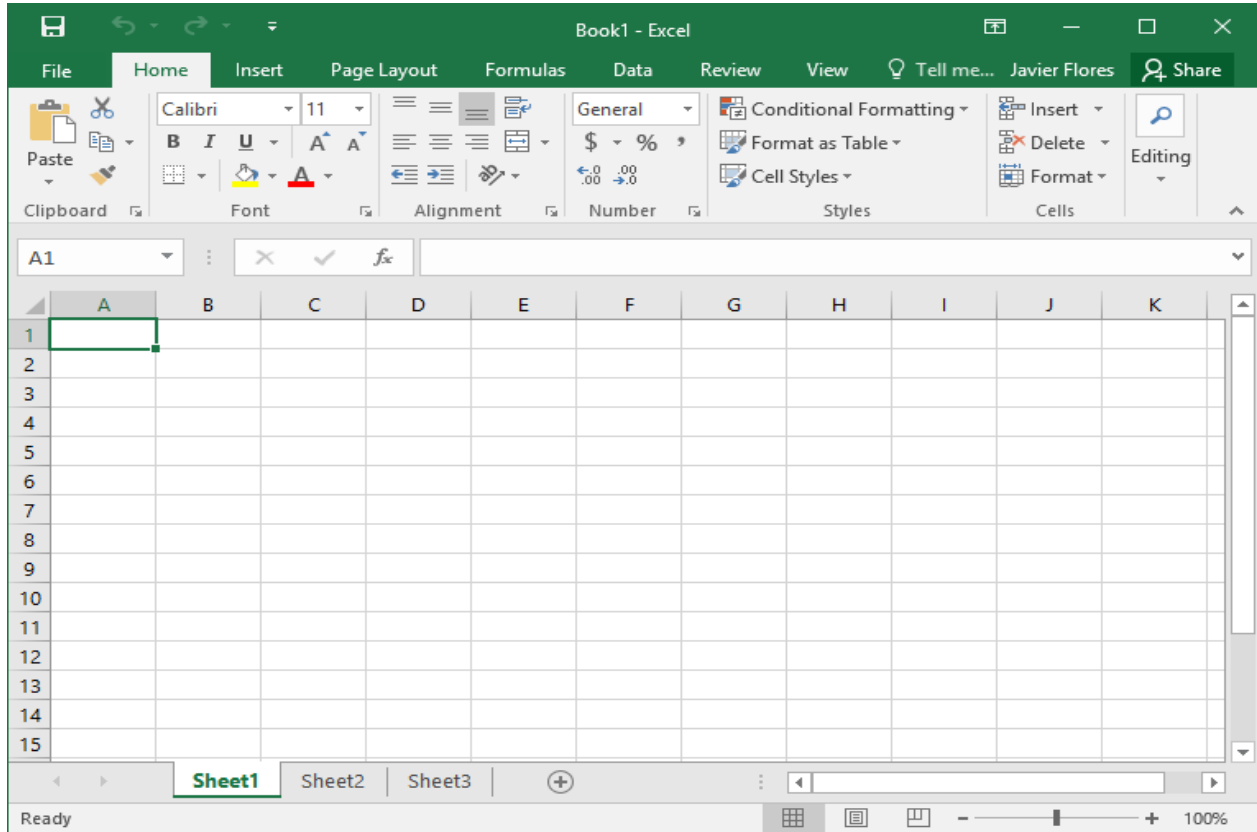 Book1 - Excel
File Home Insert Page Layout Formulas Data Review View Tell me... Javier Flores Share
Calibri 11 General Conditional Formatting Insert
B I U A A $ % , Format as Table Delete
Paste Editing
A .00 .00 Cell Styles Format
Clipboard Font Alignment Number Styles Cells
A1 fx
A B C D E F G H I J K
1
2
3
4
5
6
7
8
9
10
11
12
13
14
15
Sheet1 Sheet2 Sheet3
Ready 100%